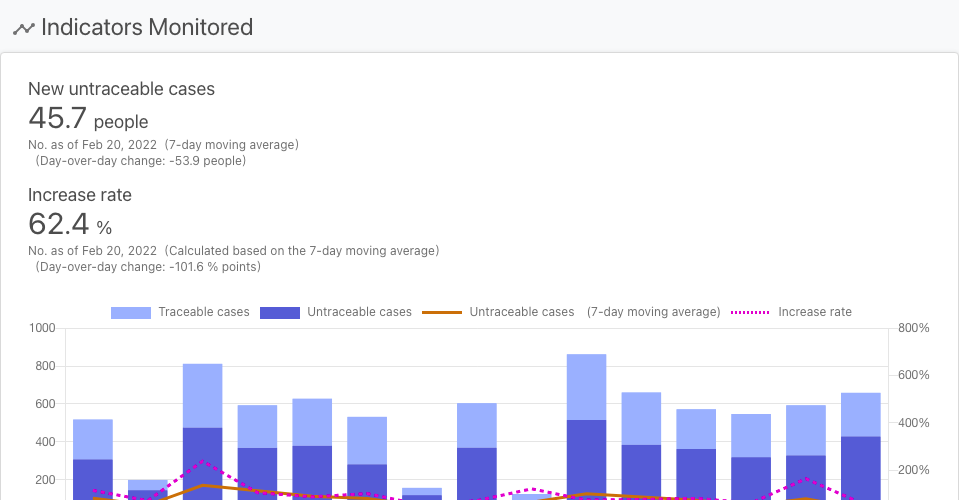 Indicators Monitored
New untraceable cases
45.7 people
No. as of Feb 20, 2022 (7-day moving average)
(Day-over-day change: -53.9 people)
Increase rate
62.4 %
No. as of Feb 20, 2022 (Calculated based on the 7-day moving average)
(Day-over-day change: -101.6 % points)
Traceable cases Untraceable cases Untraceable cases (7-day moving average) Increase rate
1000 800%
800
600%
600
400 400%
200 200%